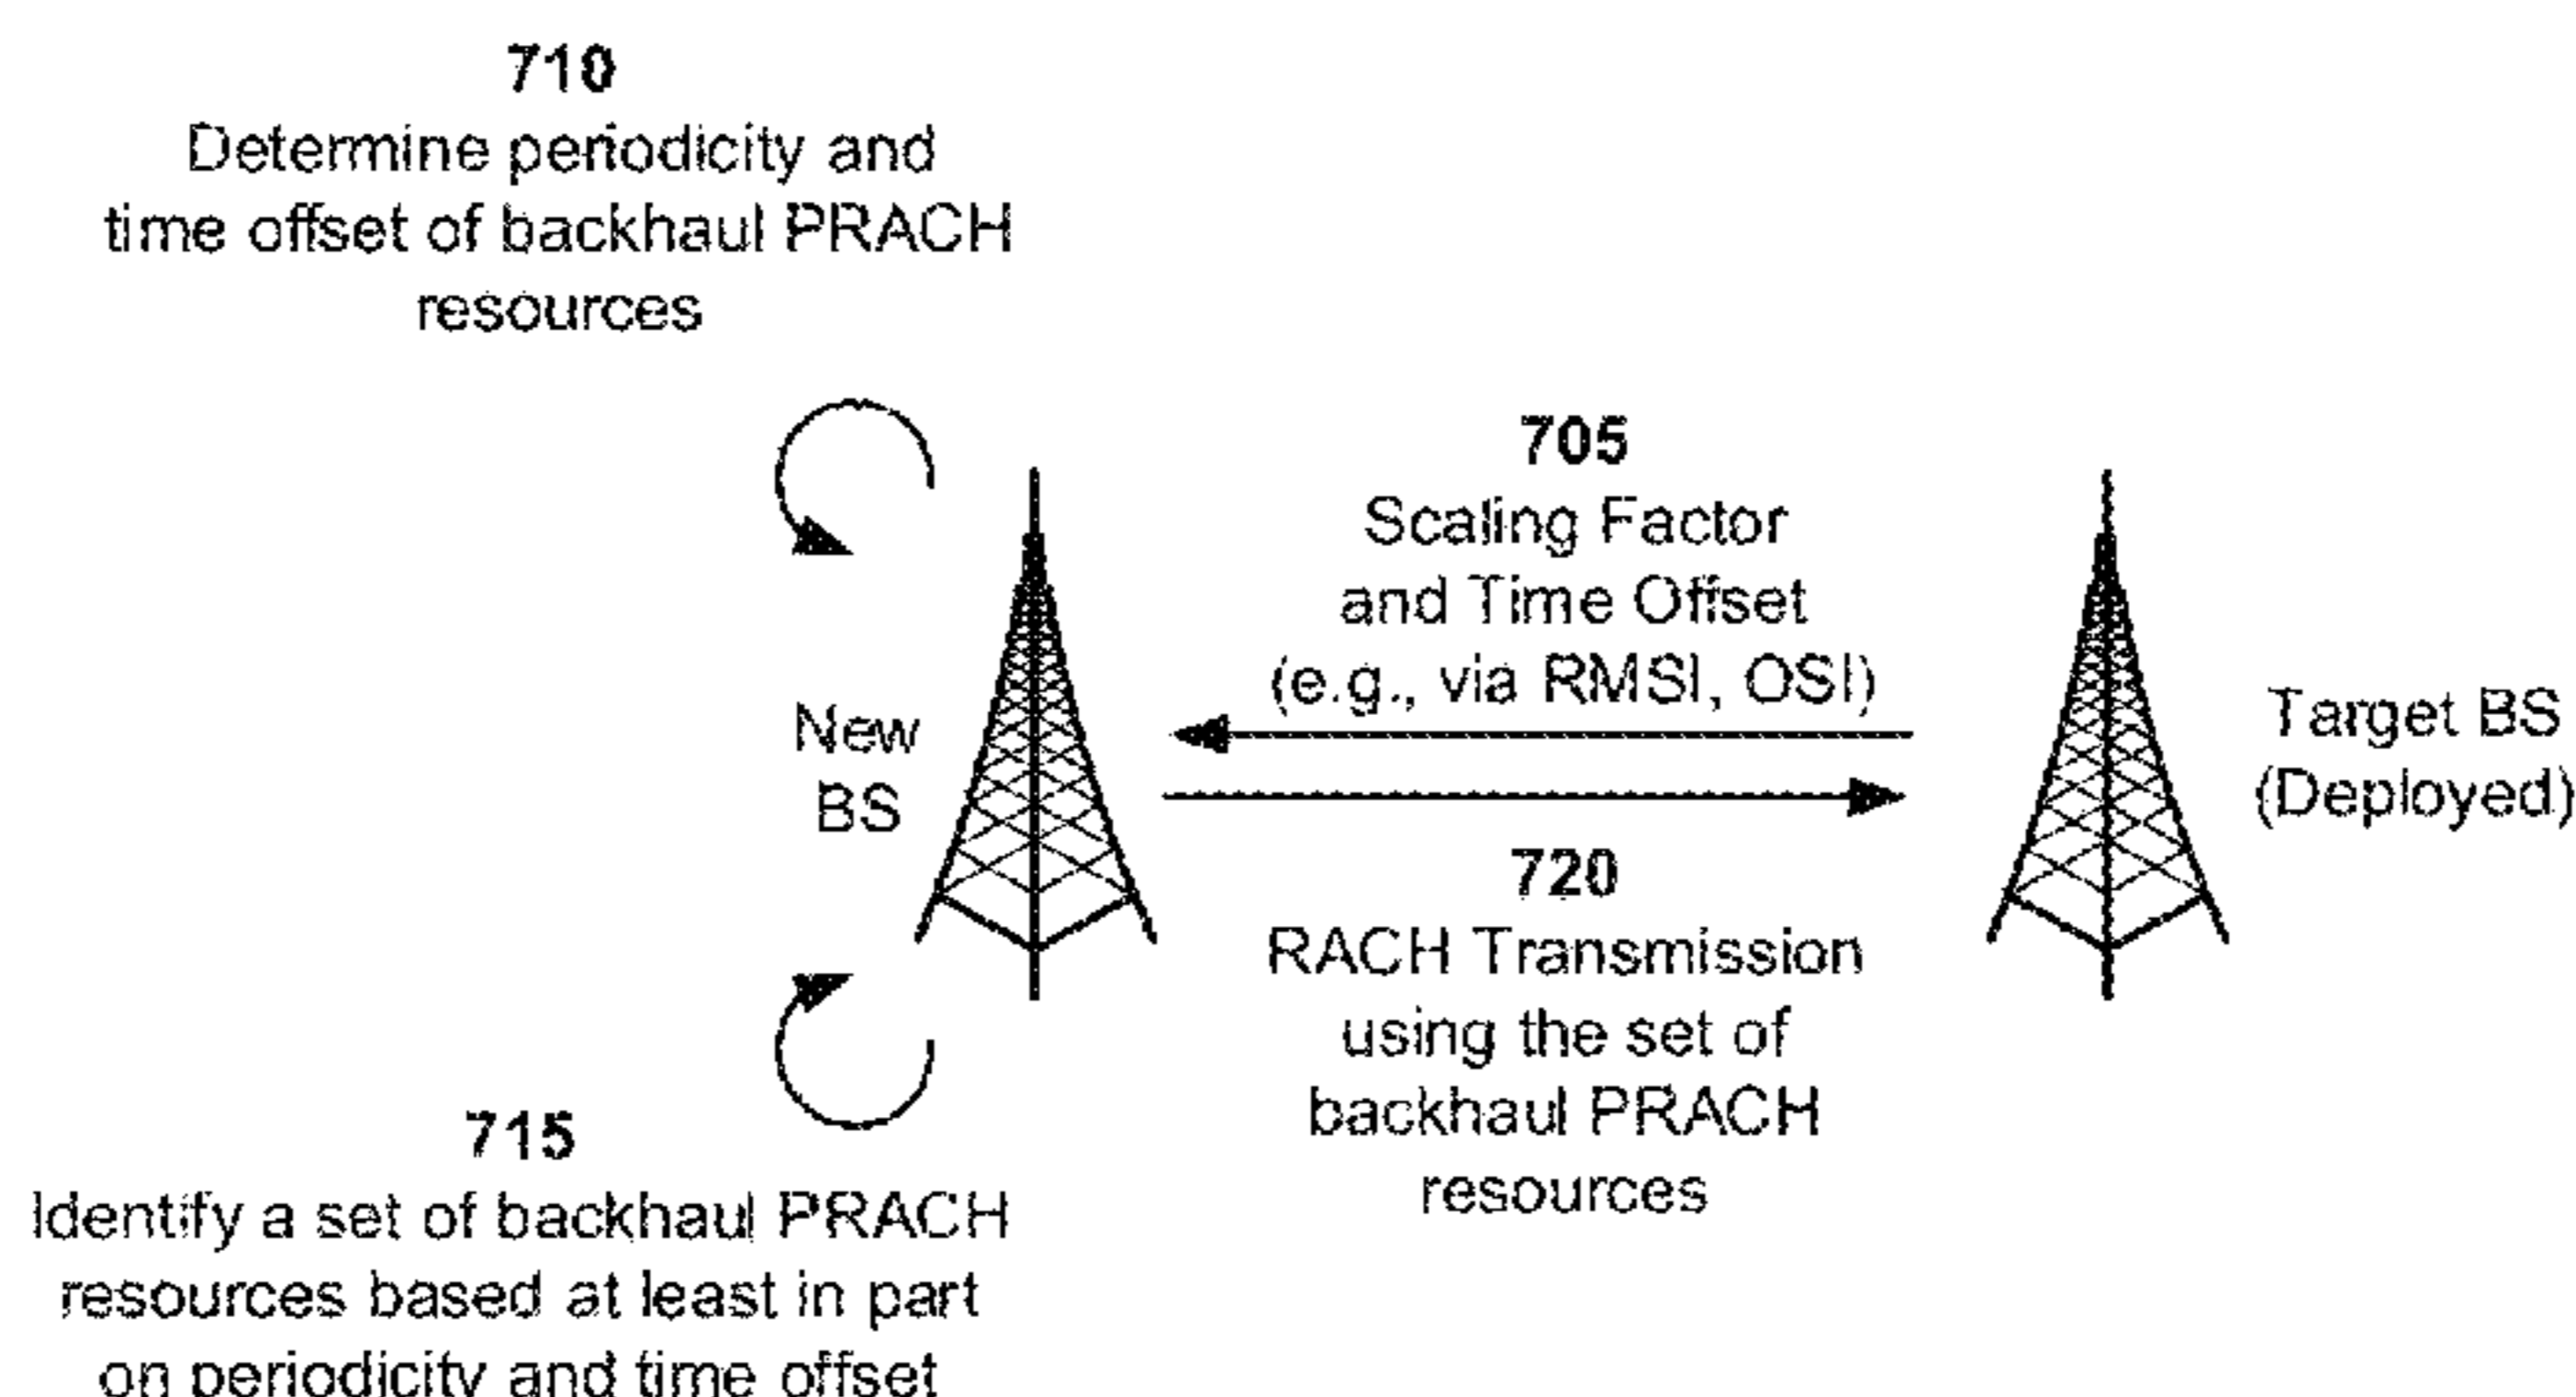 710
Determine periodicity and
time offset of backhaul PRACH
resources
705
Scaling Factor
and Time Offset
(e.g., via RMSI, OSI)
New
BS
Target BS
(Deployed)
720
RACH Transmission
using the set of
backhaul PRACH
resources
715
Identify a set of backhaul PRACH
resources based at least in part
on periodicity and time offset